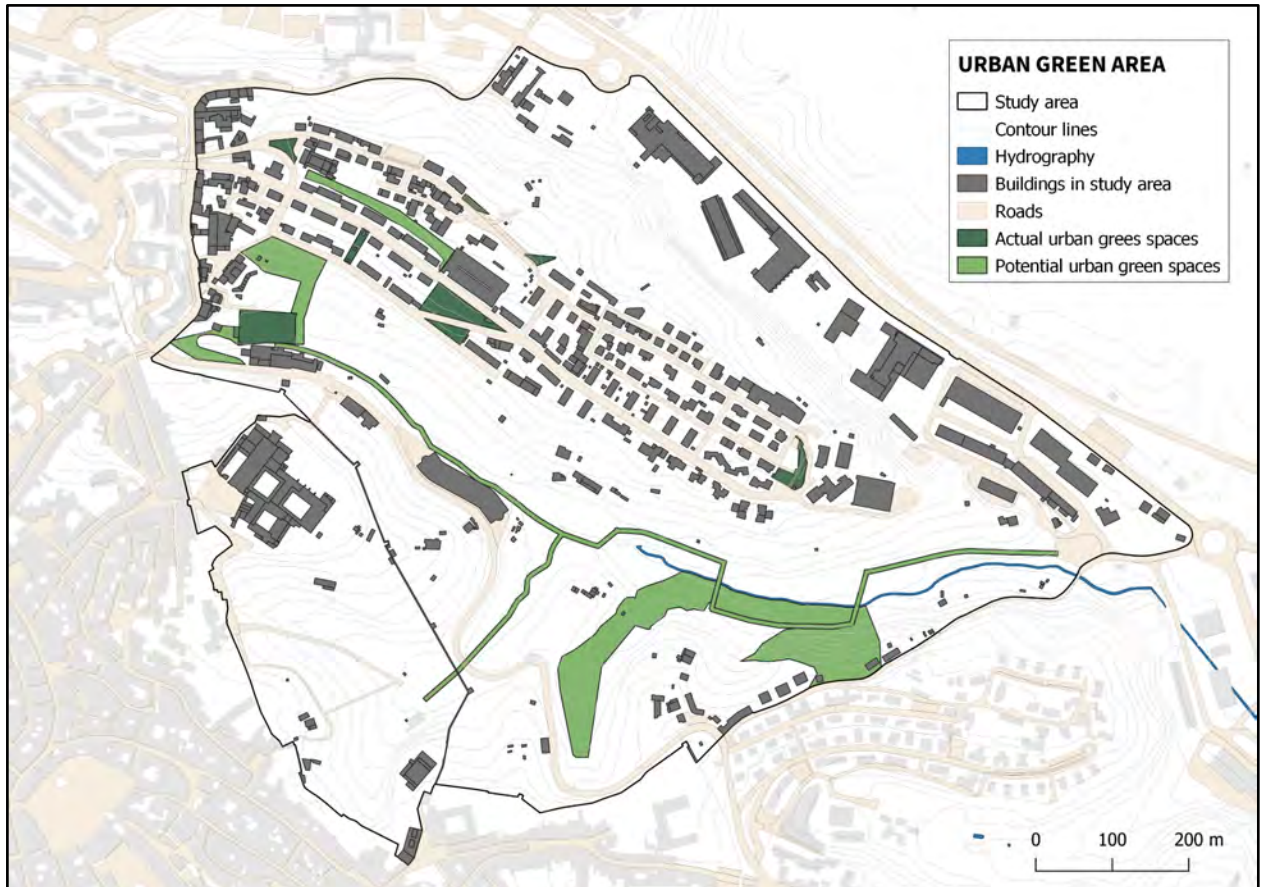 URBAN GREEN AREA
Study area
Contour lines
Hydrography
Buildings in study area
Roads
Actual urban grees spaces
Potential urban green spaces
0 100 200 m